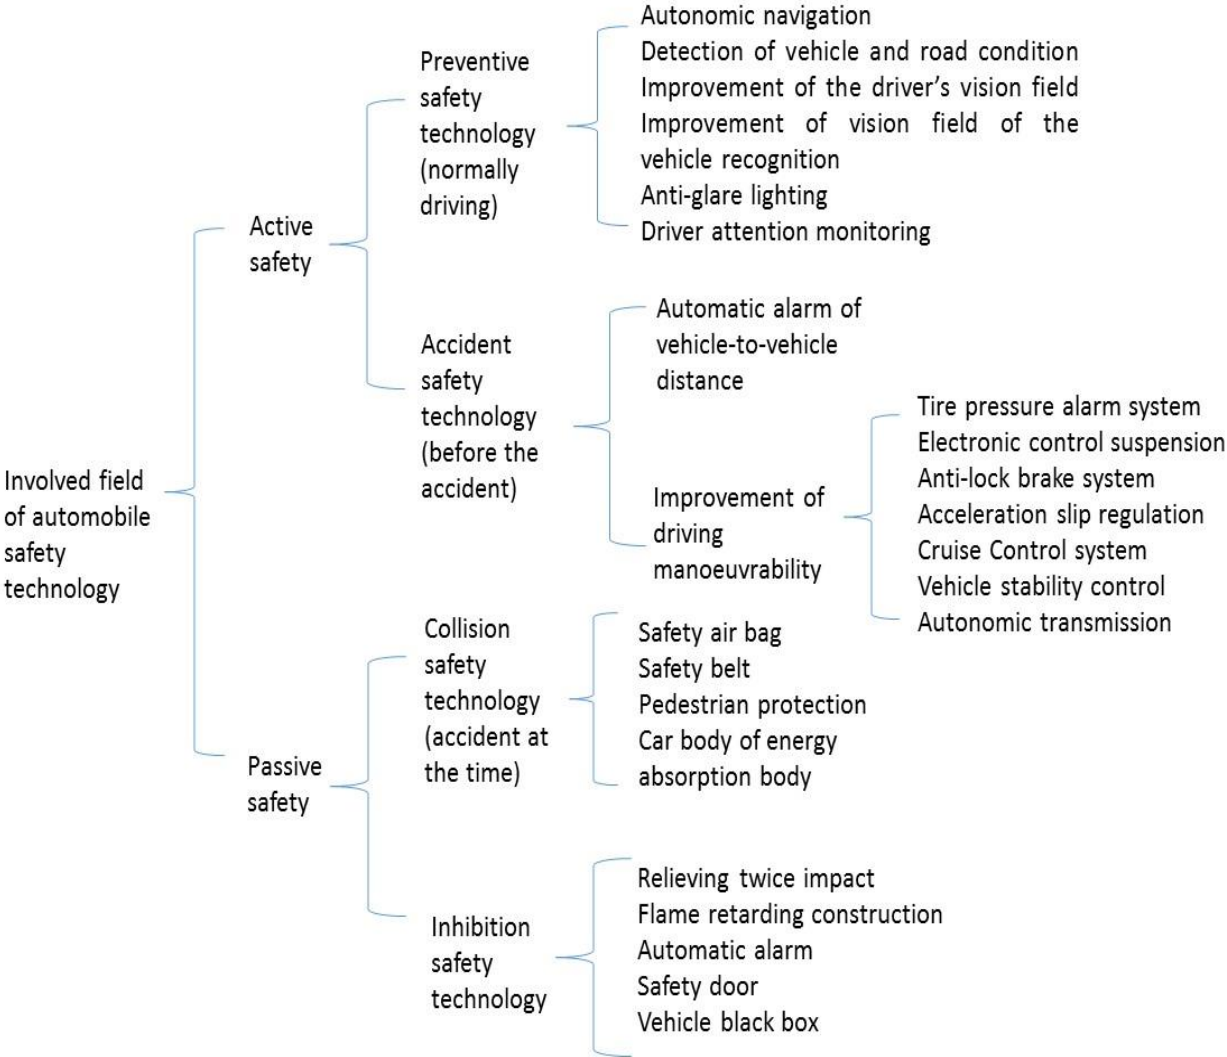 Involved field
of automobile
safety
technology
Active
safety
Preventive
safety
technology
(normally
driving)
Autonomic navigation
Detection of vehicle and road condition
Improvement of the driver's vision field
Improvement of vision field of the
vehicle recognition
Anti-glare lighting
Driver attention monitoring
Accident
safety
technology
(before the
accident)
Automatic alarm of
vehicle-to-vehicle
distance
Improvement of
driving
manoeuvrability
Tire pressure alarm system
Electronic control suspension
Anti-lock brake system
Acceleration slip regulation
Cruise Control system
Vehicle stability control
Autonomic transmission
Passive
safety
Collision
safety
technology
(accident at
the time)
Safety air bag
Safety belt
Pedestrian protection
Car body of energy
absorption body
Inhibition
safety
technology
Relieving twice impact
Flame retarding construction
Automatic alarm
Safety door
Vehicle black box